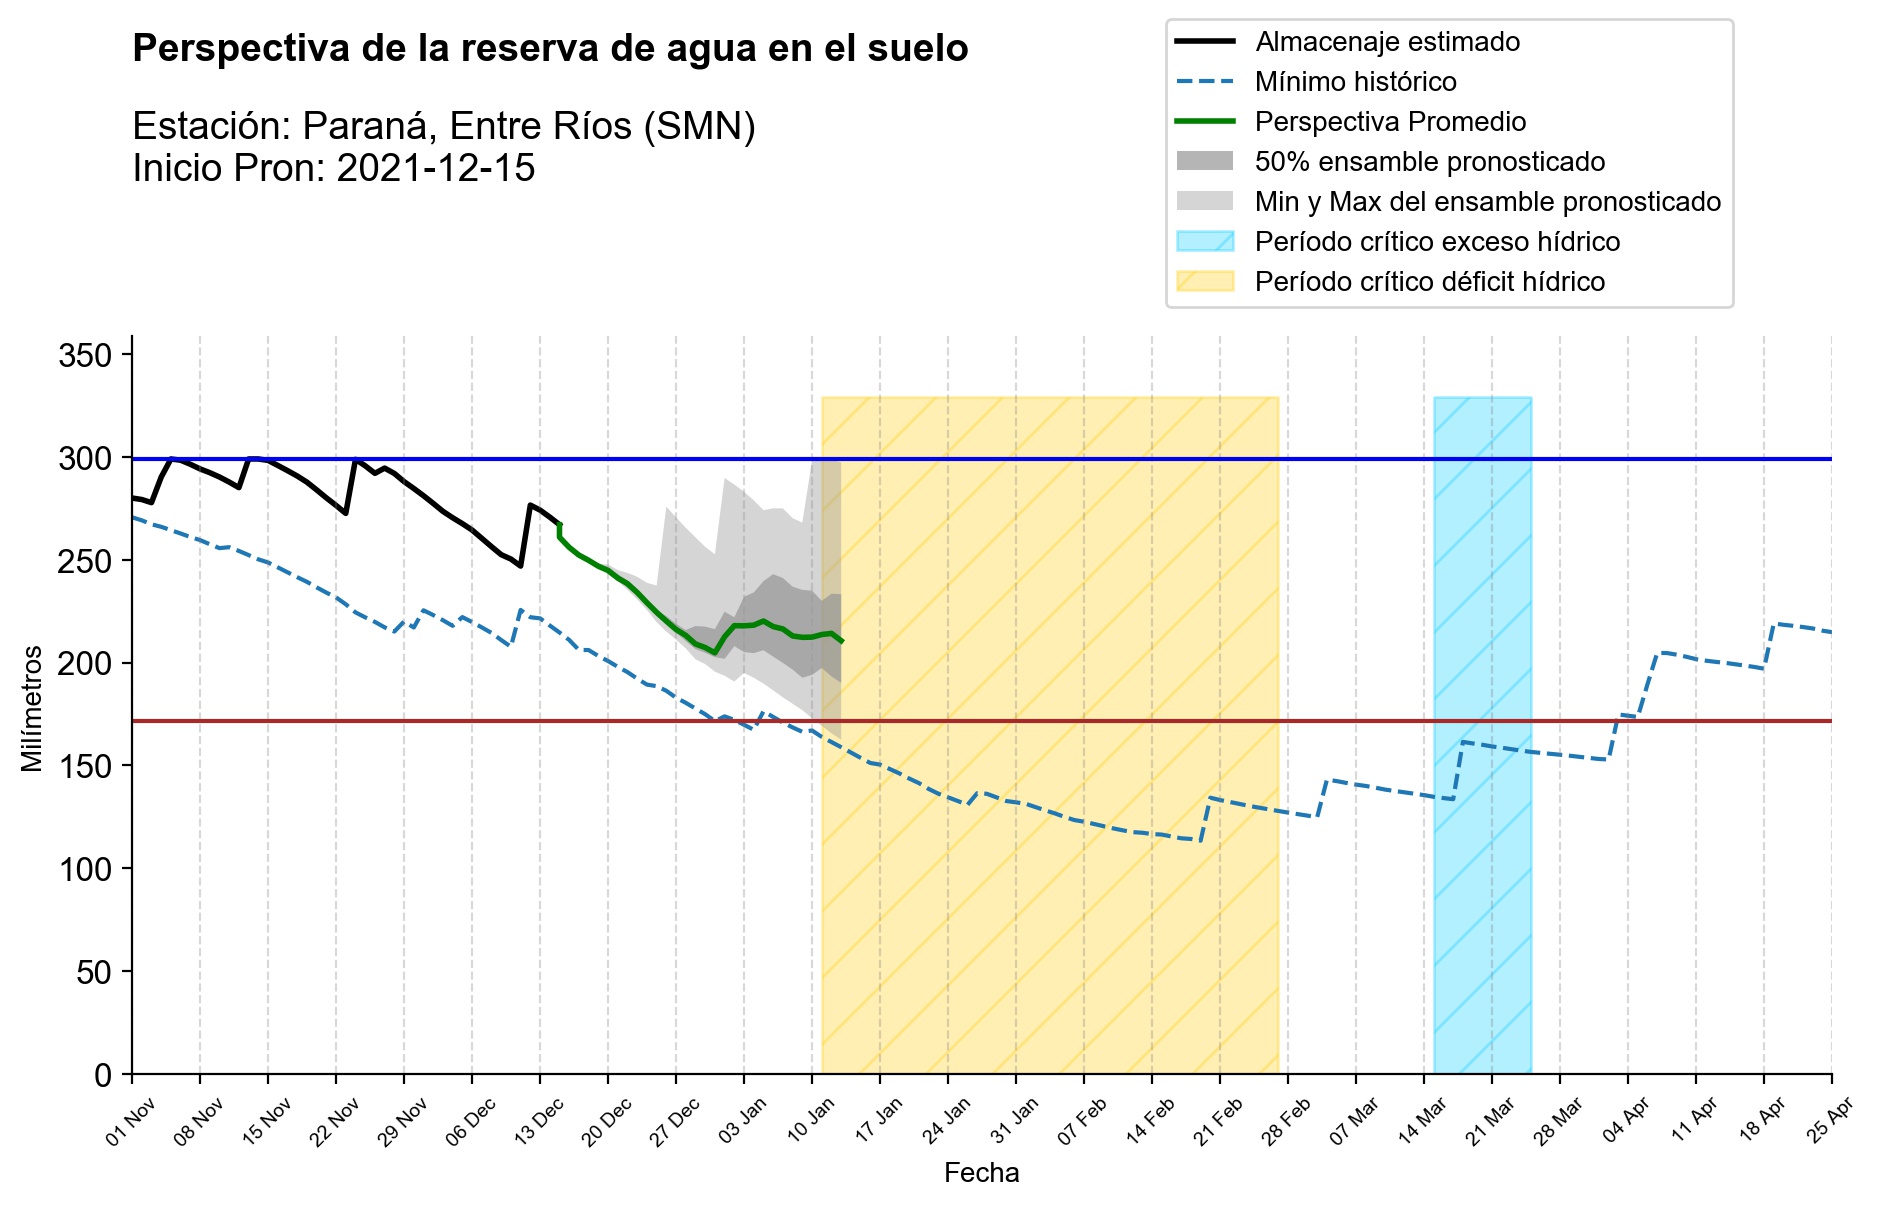 Perspectiva de la reserva de agua en el suelo
Estación: Paraná, Entre Ríos (SMN)
Inicio Pron: 2021-12-15
Almacenaje estimado
Mínimo histórico
Perspectiva Promedio
50% ensamble pronosticado
Min y Max del ensamble pronosticado
Período crítico exceso hídrico
Período crítico déficit hídrico
350
300
250
200
150
100
50
0
Milímetros
01 Nov
08 Nov
15 Nov
22 Nov
29 Nov
06 Dec
13 Dec
20 Dec
27 Dec
03 Jan
10 Jan
17 Jan
24 Jan
31 Jan
07 Feb
14 Feb
21 Feb
28 Feb
07 Mar
14 Mar
21 Mar
28 Mar
04 Apr
11 Apr
18 Apr
25 Apr
Fecha